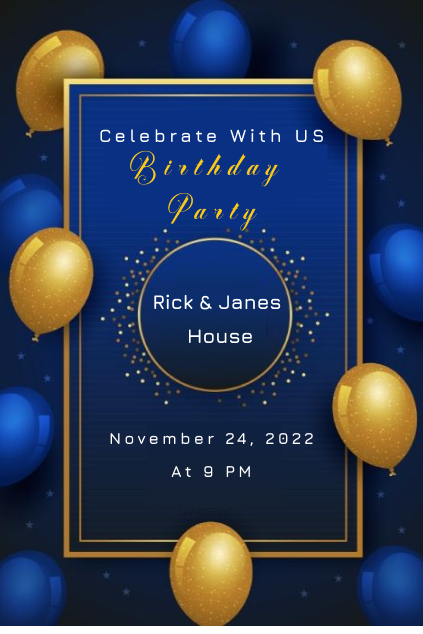 Celebrate With US
Birthday
Party
Rick & Janes
House
November 24, 2022
At 9 PM